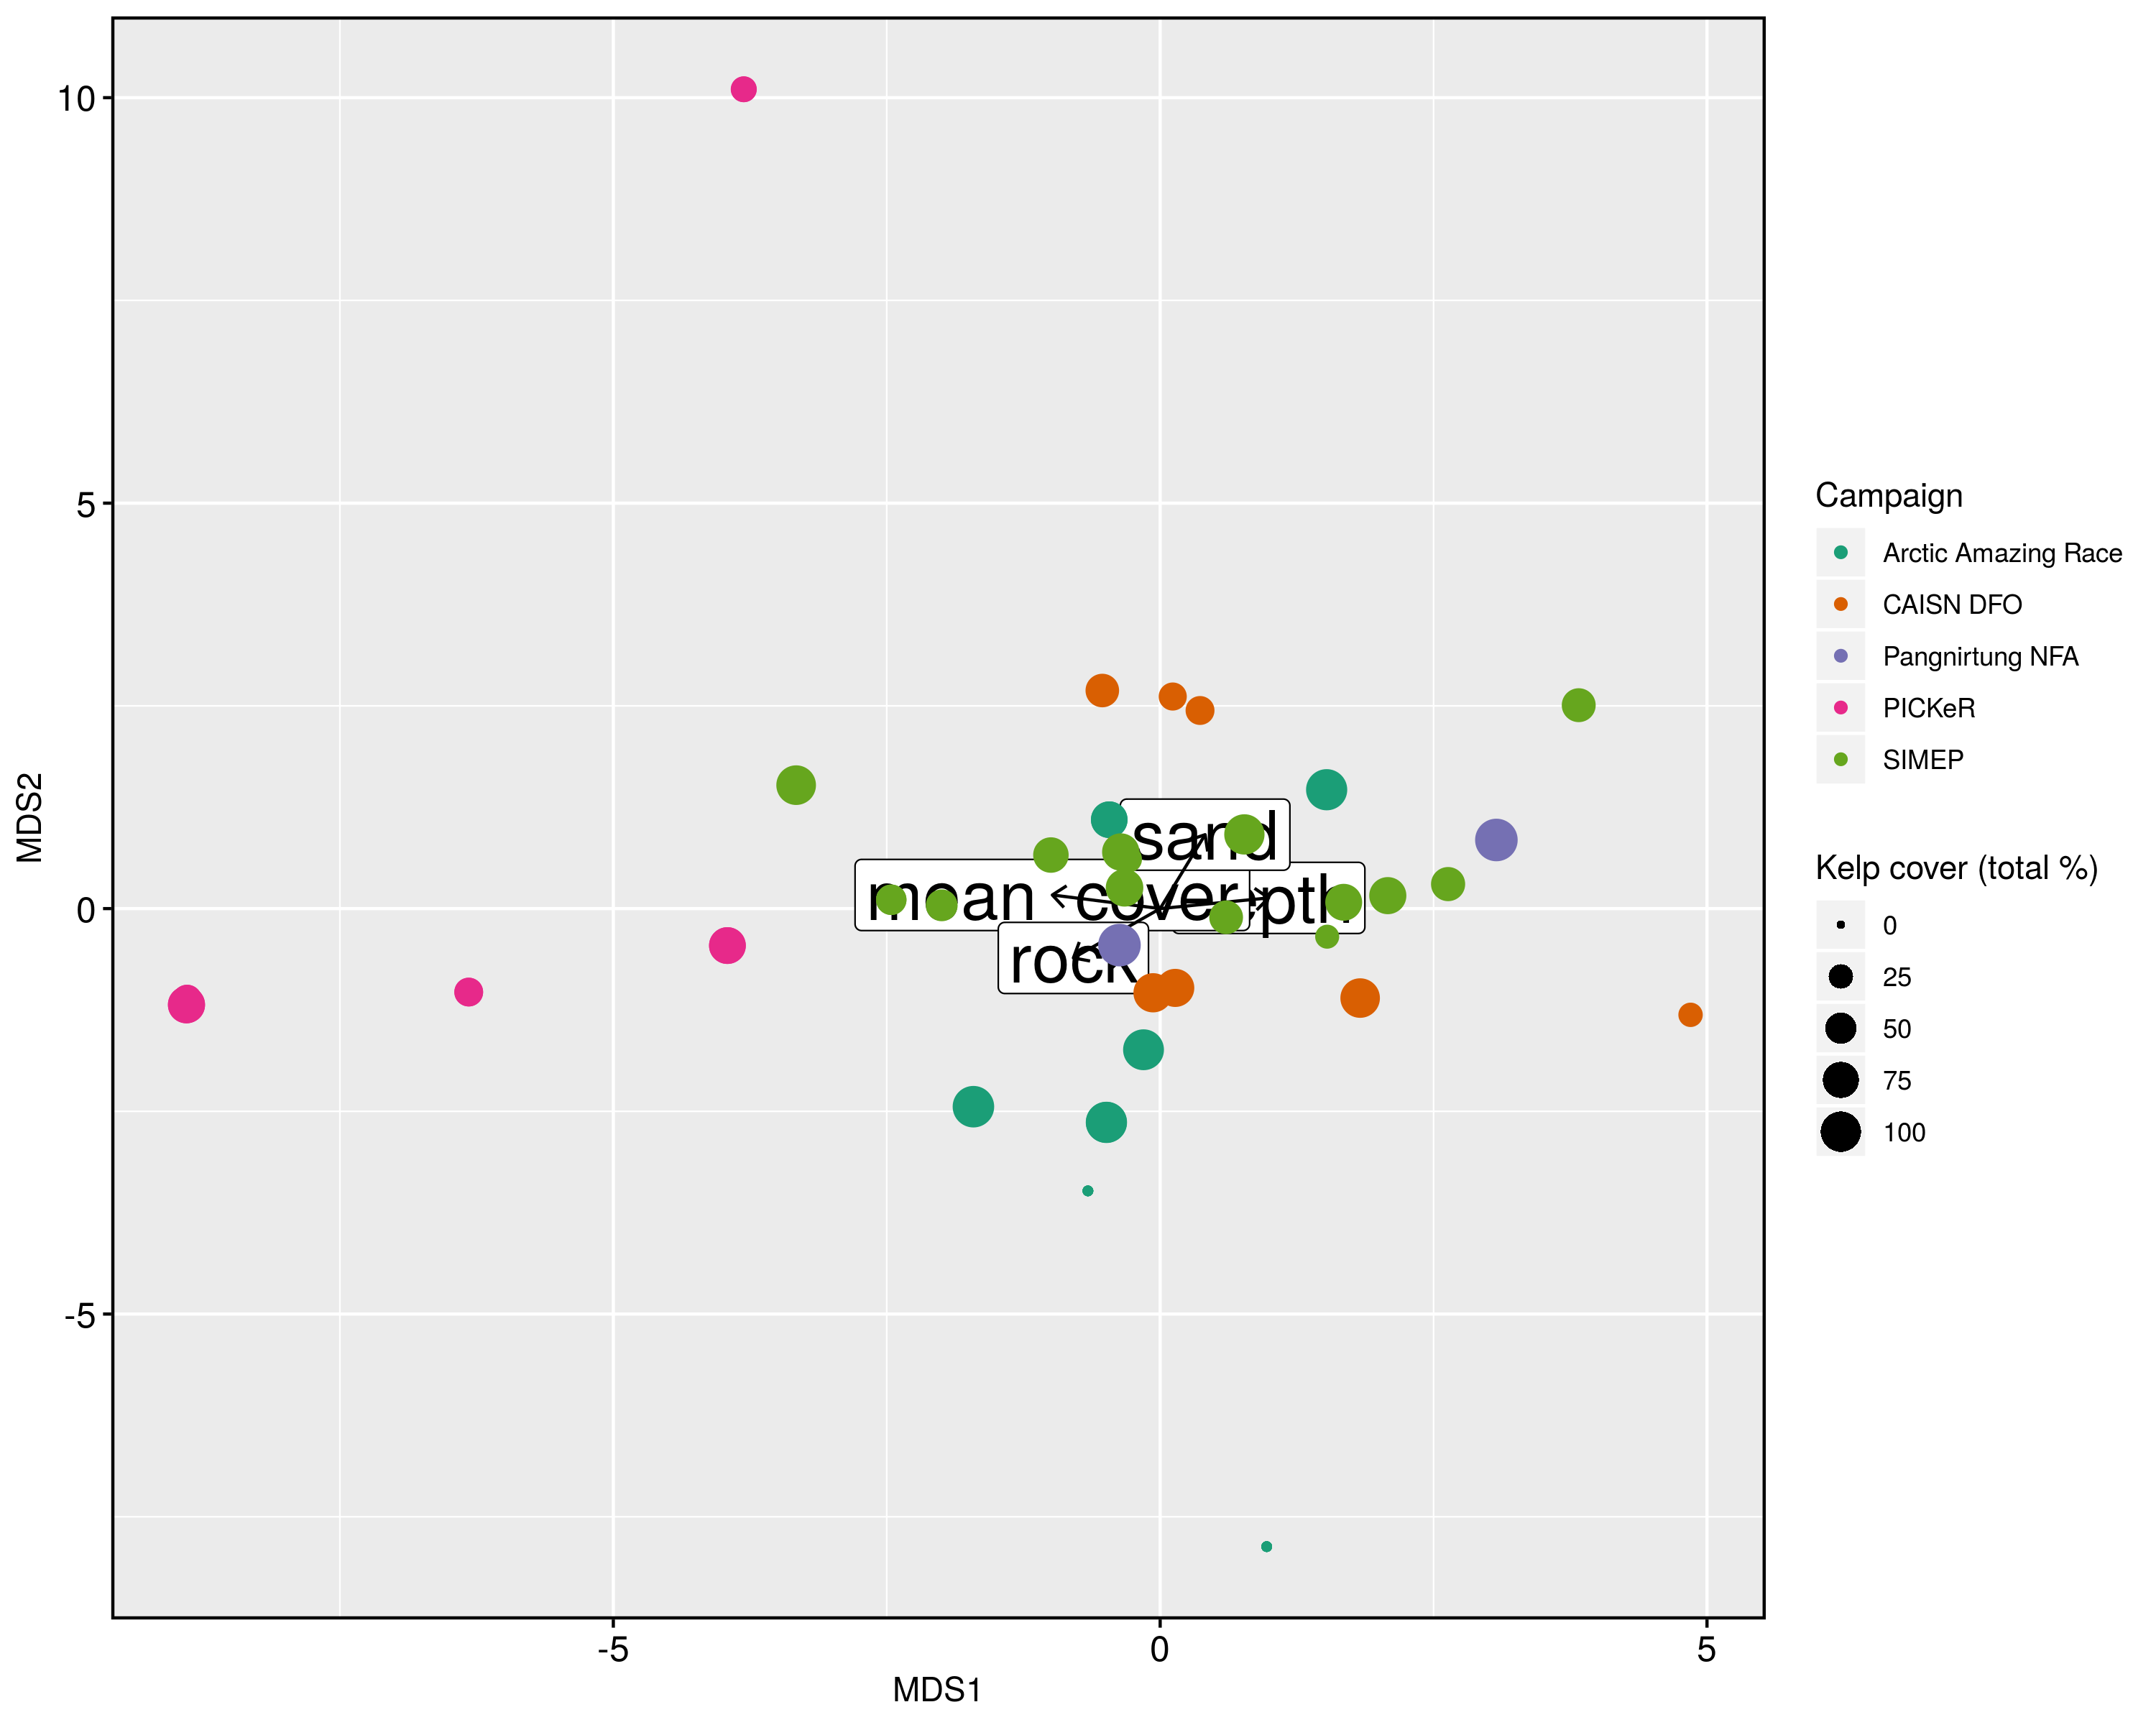 10
5
0
-5
MDS2
sand
mean cover
pth
rock
-5
0
5
MDS1
Campaign
Arctic Amazing Race
CAISN DFO
Pangnirtung NFA
PICKeR
SIMEP
Kelp cover (total %)
0
25
50
75
100